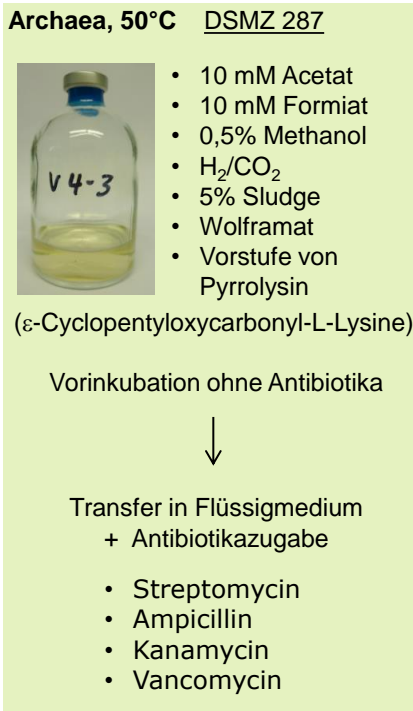 Archaea, 50°C DSMZ 287
V 4-3
• 10 mM Acetat
• 10 mM Formiat
• 0,5% Methanol
• H₂/CO₂
• 5% Sludge
• Wolframat
• Vorstufe von
Pyrrolysin
(ε-Cyclopentyloxycarbonyl-L-Lysine)
Vorinkubation ohne Antibiotika
Transfer in Flüssigmedium
+ Antibiotikazugabe
• Streptomycin
• Ampicillin
• Kanamycin
• Vancomycin